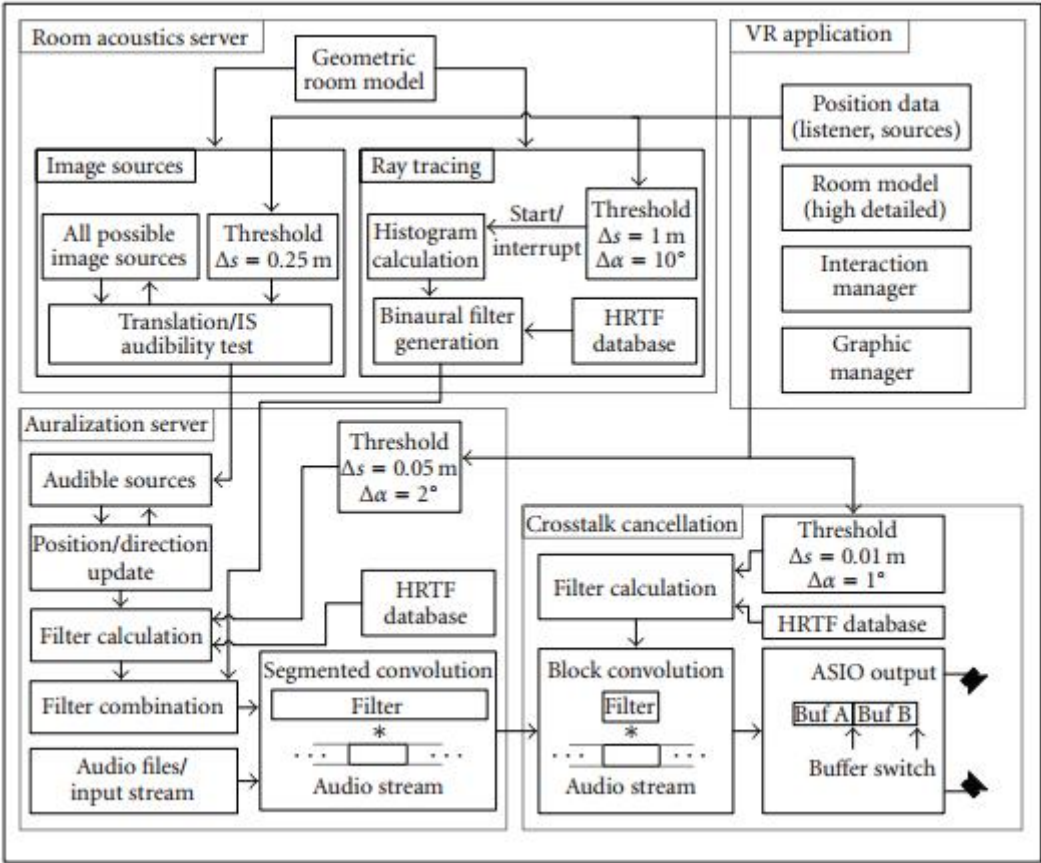 Room acoustics server
Geometric
room model
Image sources
All possible
image sources
Threshold
Δs = 0.25 m
Translation/IS
audibility test
Ray tracing
Histogram
calculation
Start/
interrupt
Threshold
Δs = 1 m
Δα = 10°
Binaural filter
generation
HRTF
database
VR application
Position data
(listener, sources)
Room model
(high detailed)
Interaction
manager
Graphic
manager
Auralization server
Audible sources
Position/direction
update
Filter calculation
Filter combination
Audio files/
input stream
Threshold
Δs = 0.05 m
Δα = 2°
HRTF
database
Segmented convolution
Filter
*
· · ·
· · ·
Audio stream
Crosstalk cancellation
Threshold
Δs = 0.01 m
Δα = 1°
Filter calculation
HRTF database
Block convolution
Filter
*
· · ·
· · ·
Audio stream
ASIO output
Buf A
Buf B
Buffer switch